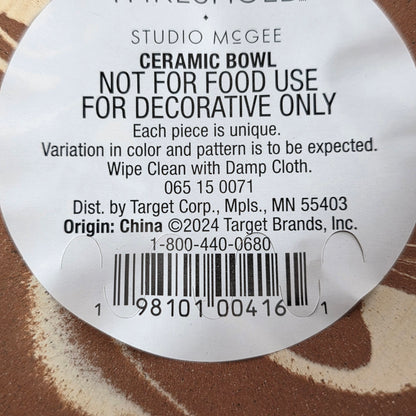 THRESHOLD
STUDIO McGEE
CERAMIC BOWL
NOT FOR FOOD USE
FOR DECORATIVE ONLY
Each piece is unique.
Variation in color and pattern is to be expected.
Wipe Clean with Damp Cloth.
065 15 0071
Dist. by Target Corp., Mpls., MN 55403
Origin: China ©2024 Target Brands, Inc.
1-800-440-0680
1 98101 00416 1